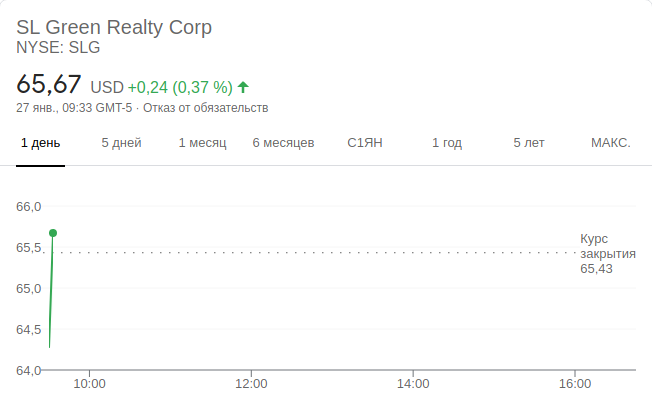 SL Green Realty Corp
NYSE: SLG
65,67 USD +0,24 (0,37 %)
27 янв., 09:33 GMT-5 · Отказ от обязательств
1 день 5 дней 1 месяц 6 месяцев С1ЯН 1 год 5 лет МАКС.
66,0
65,5
65,0
64,5
64,0
Курс
закрытия
65,43
10:00 12:00 14:00 16:00